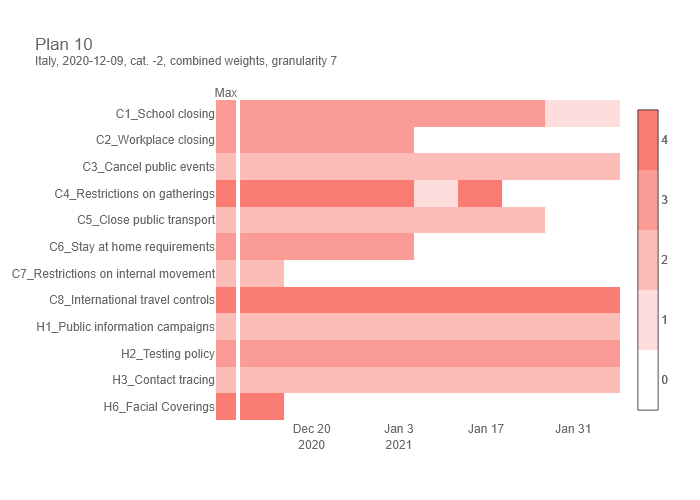 Plan 10
Italy, 2020-12-09, cat. -2, combined weights, granularity 7
Max
C1_School closing
C2_Workplace closing
C3_Cancel public events
C4_Restrictions on gatherings
C5_Close public transport
C6_Stay at home requirements
C7_Restrictions on internal movement
C8_International travel controls
H1_Public information campaigns
H2_Testing policy
H3_Contact tracing
H6_Facial Coverings
Dec 20 Jan 3 Jan 17 Jan 31
2020 2021
4
3
2
1
0